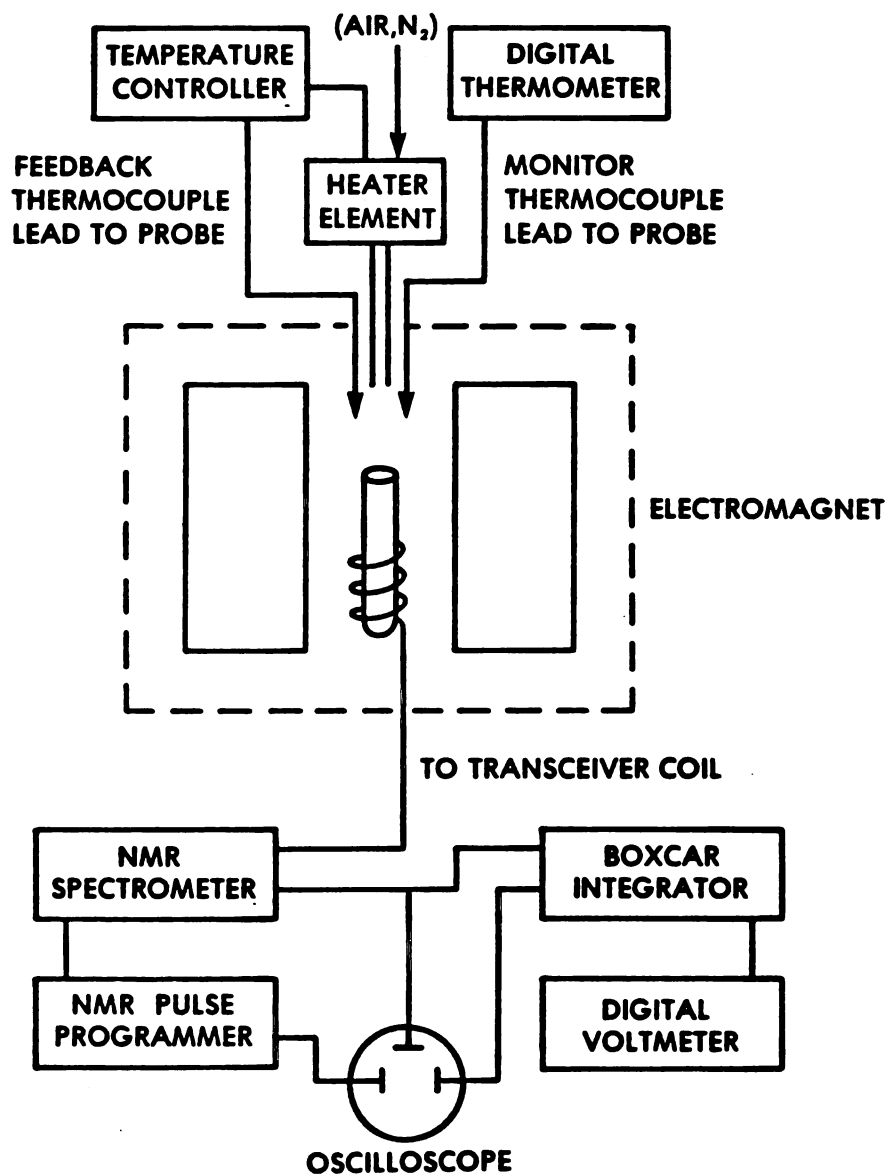 (AIR,N₂)
TEMPERATURE
CONTROLLER
DIGITAL
THERMOMETER
FEEDBACK
THERMOCOUPLE
LEAD TO PROBE
HEATER
ELEMENT
MONITOR
THERMOCOUPLE
LEAD TO PROBE
ELECTROMAGNET
TO TRANSCEIVER COIL
NMR
SPECTROMETER
BOXCAR
INTEGRATOR
NMR PULSE
PROGRAMMER
DIGITAL
VOLTMETER
OSCILLOSCOPE